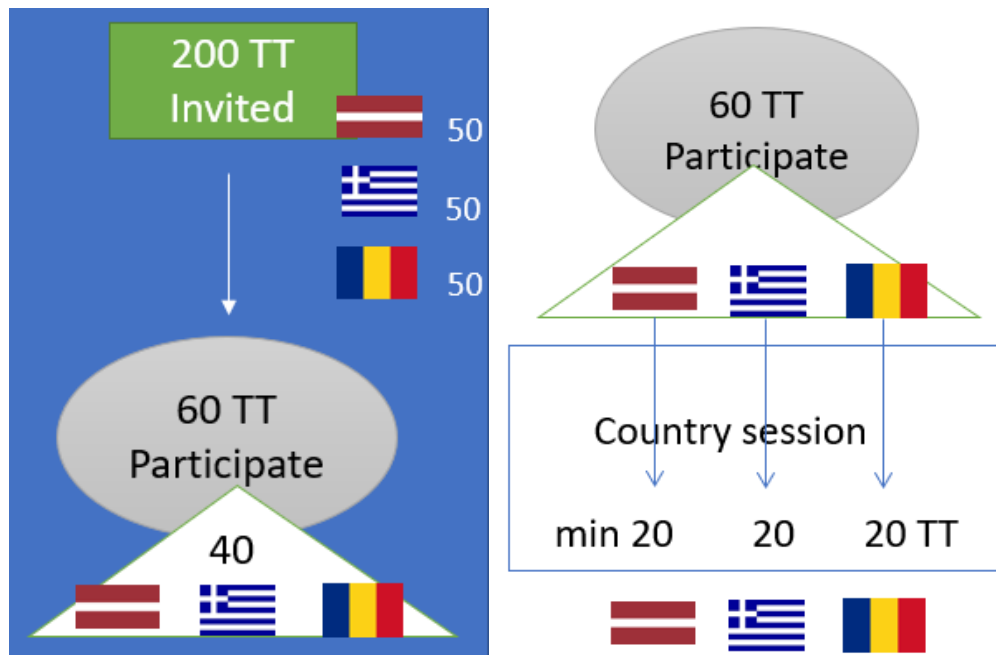 200 TT
Invited
50
50
50
60 TT
Participate
40
60 TT
Participate
Country session
min 20 20 20 TT